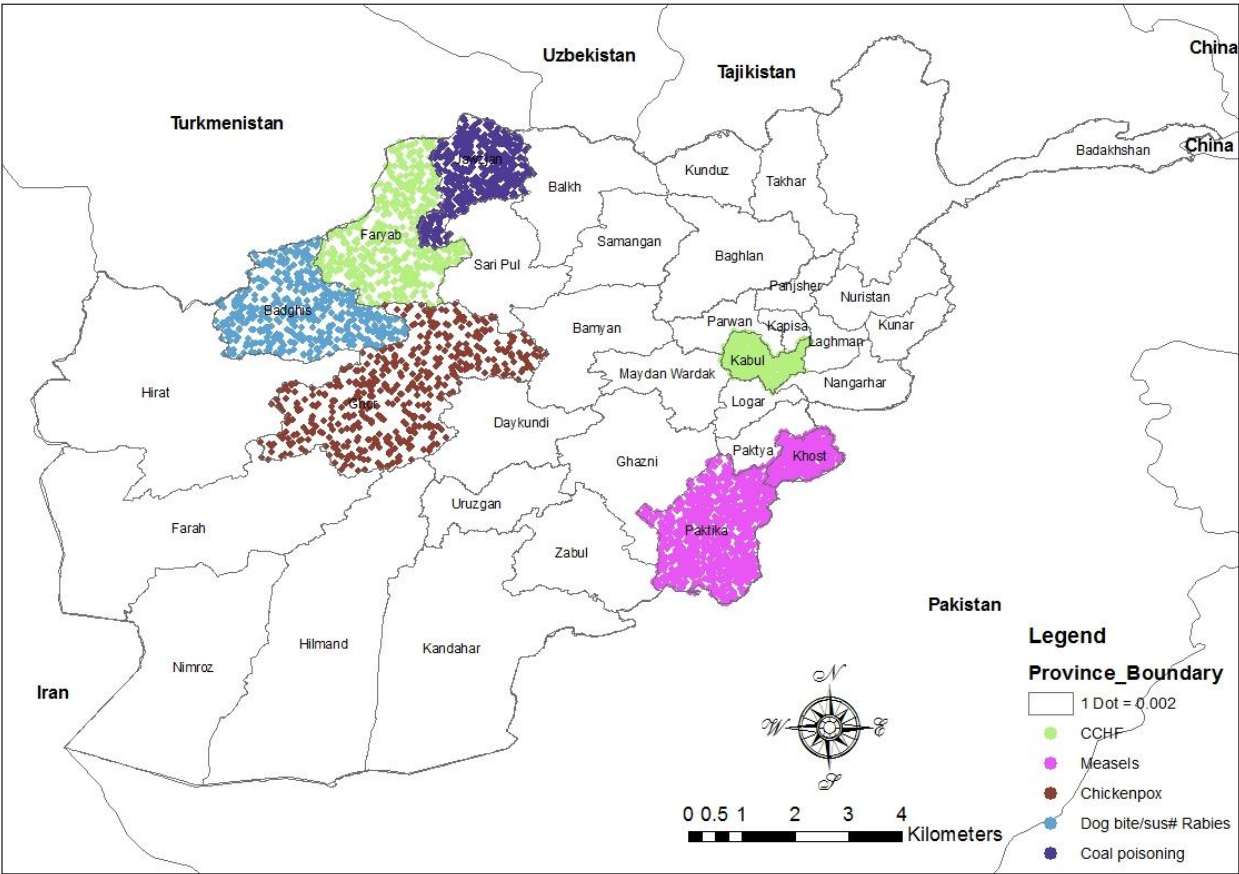 China
Uzbekistan
Tajikistan
Turkmenistan
China
Badakhshan
Jawzjan
Kunduz
Takhar
Balkh
Faryab
Samangan
Sari Pul
Baghlan
Panjsher
Nuristan
Badghis
Bamyan
Parwan
Kapisa
Kunar
Laghman
Kabul
Hirat
Maydan Wardak
Nangarhar
Ghor
Logar
Daykundi
Paktya
Khost
Ghazni
Uruzgan
Farah
Paktika
Zabul
Pakistan
Hilmand
Kandahar
Nimroz
Iran
N
W
E
S
0 0.5 1 2 3 4
Kilometers
Legend
Province_Boundary
1 Dot = 0.002
CCHF
Measels
Chickenpox
Dog bite/sus# Rabies
Coal poisoning